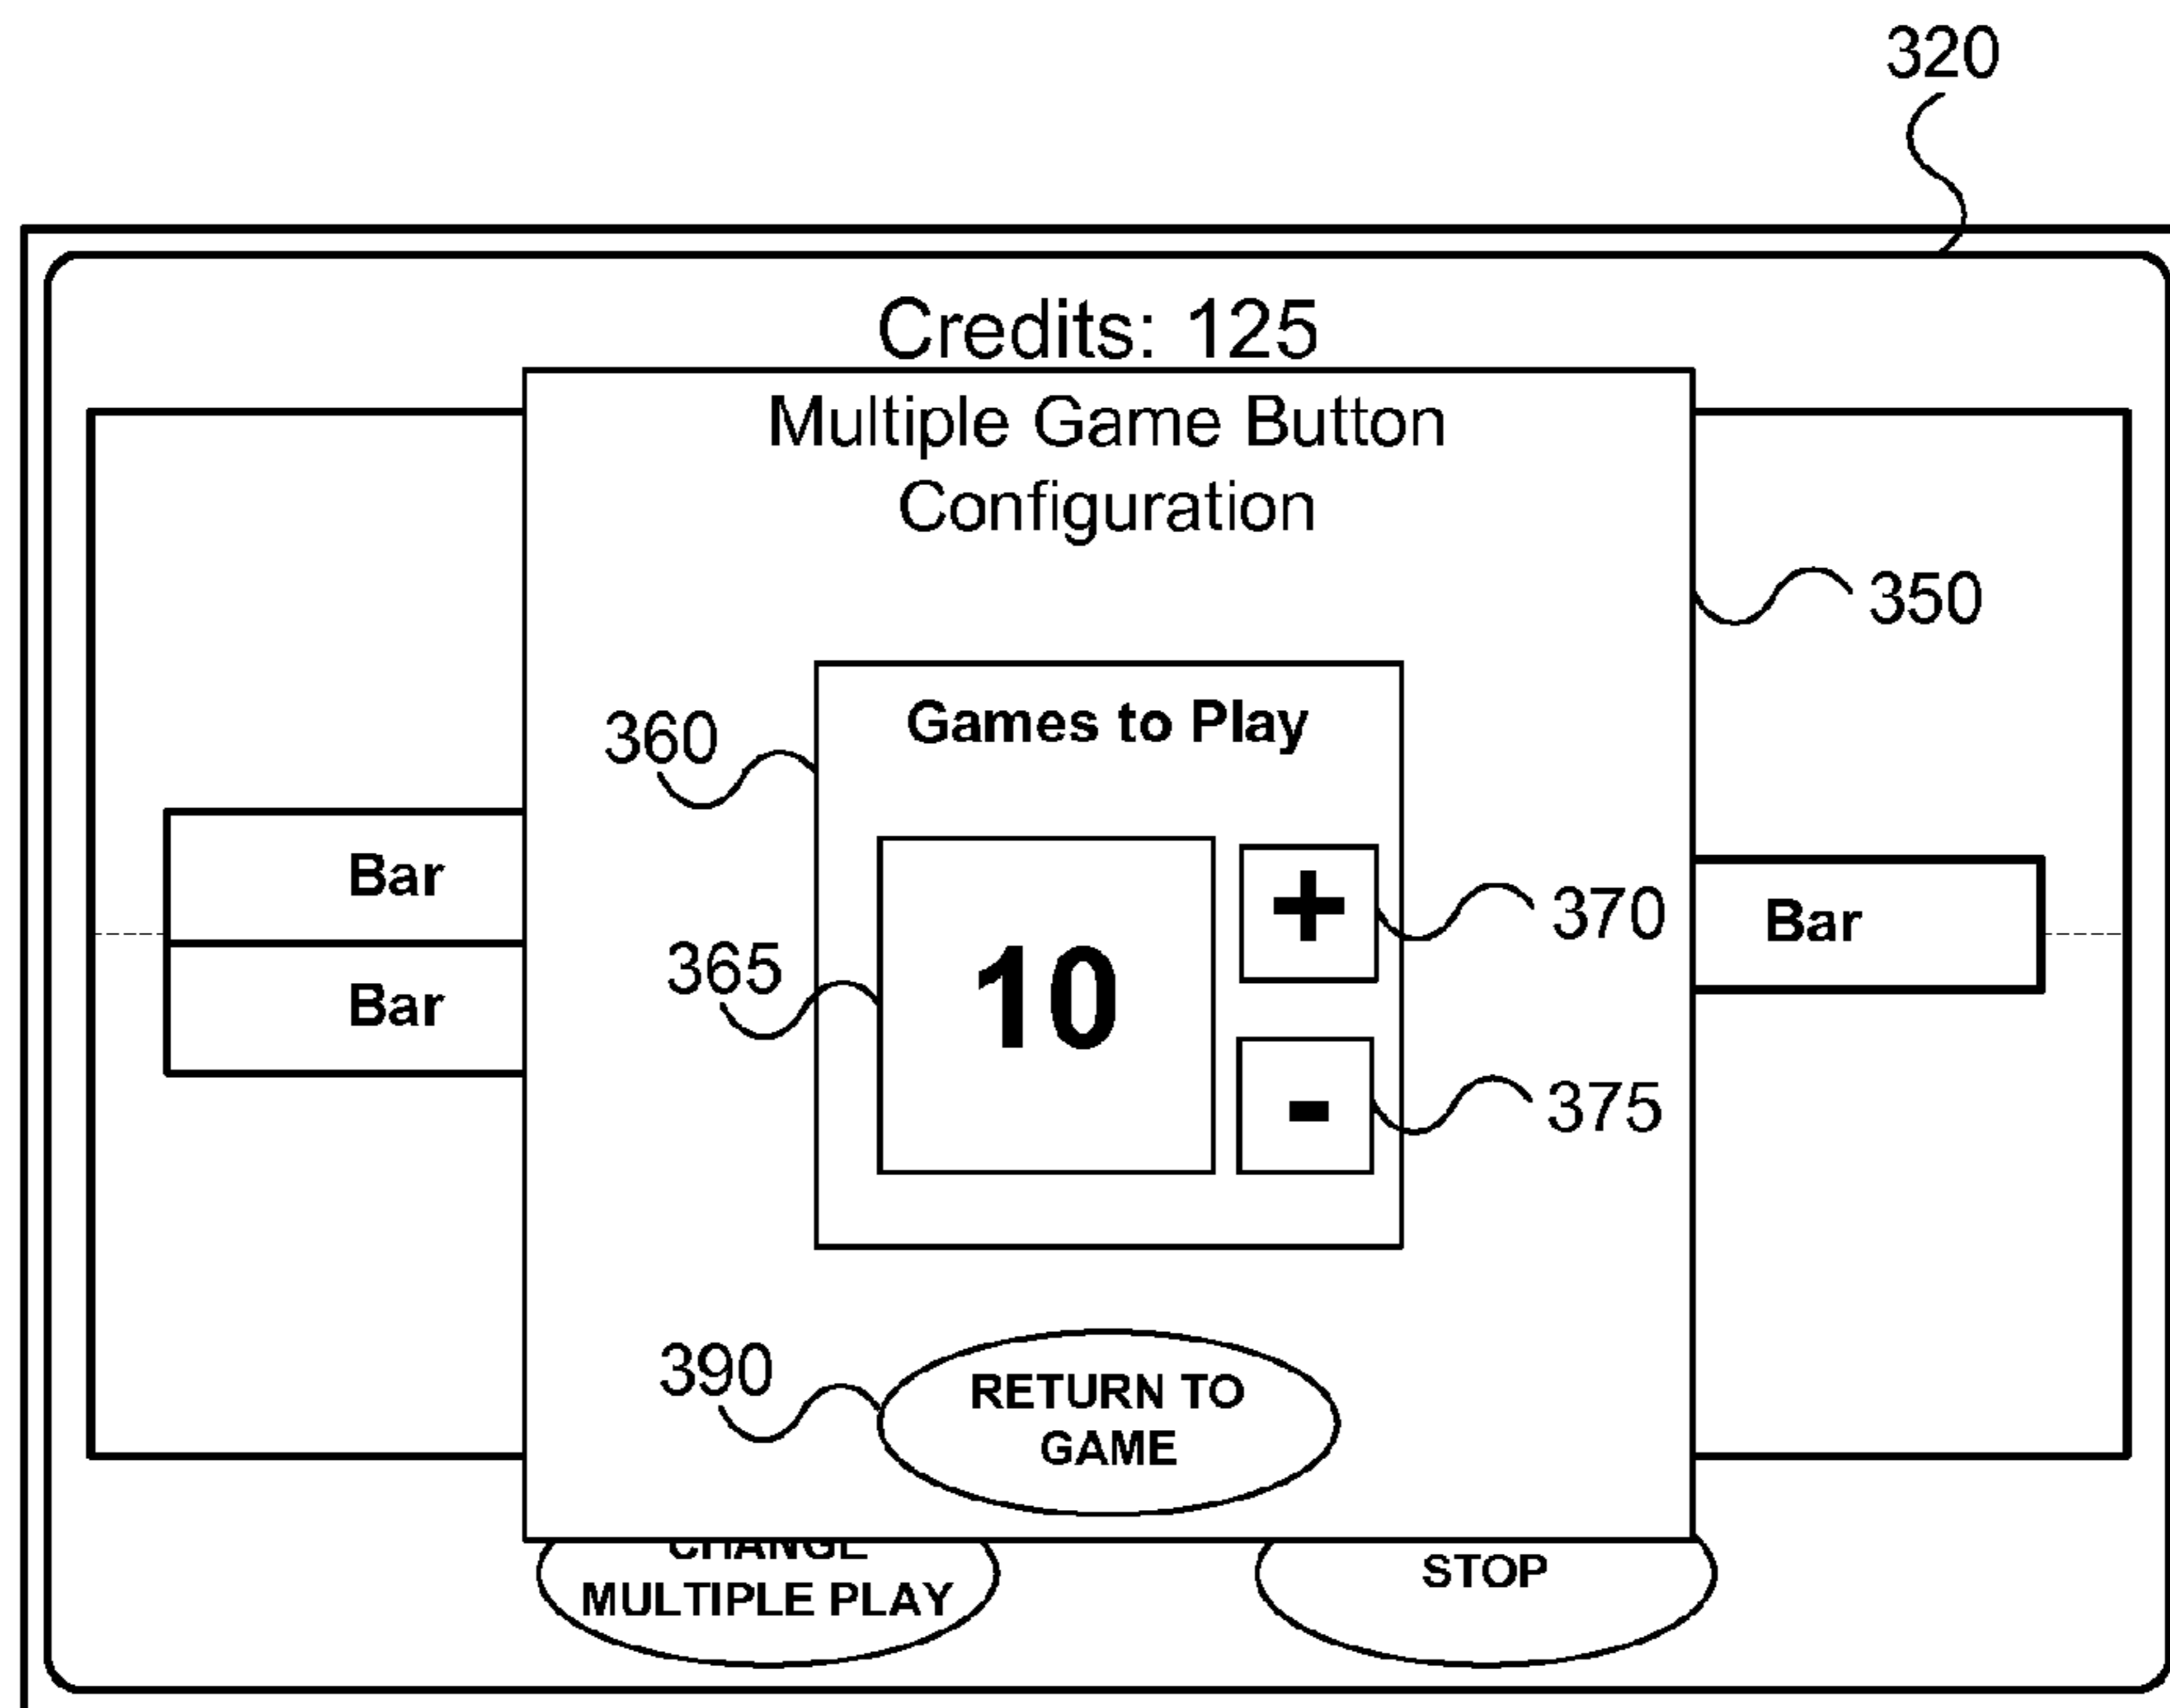 320
Credits: 125
Multiple Game Button
Configuration
350
360
Games to Play
Bar
+
370
Bar
365
10
Bar
-
375
390
RETURN TO
GAME
CHANGE
MULTIPLE PLAY
STOP